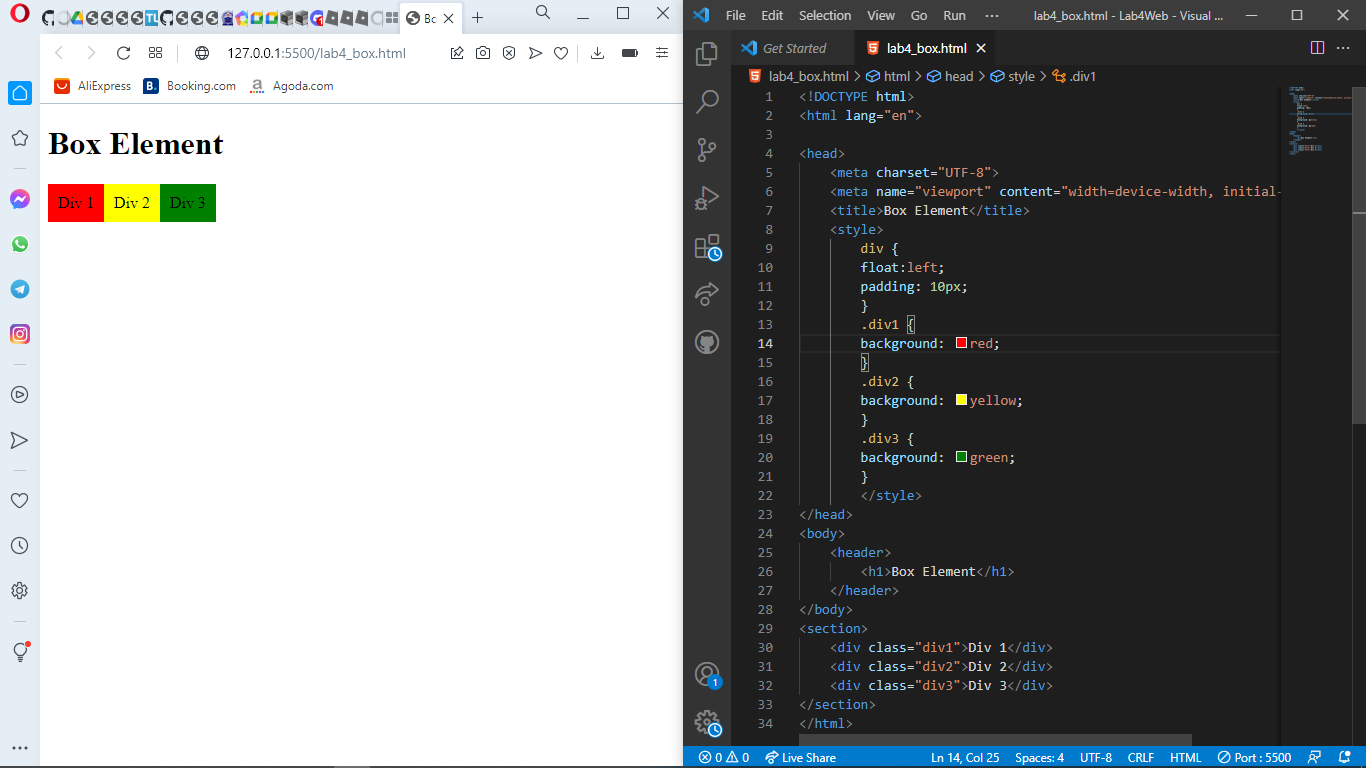 Bc
127.0.0.1:5500/lab4_box.html
AliExpress
B. Booking.com
a Agoda.com
Box Element
Div 1 Div 2 Div 3
File Edit Selection View Go Run ··· lab4_box.html - Lab4Web - Visual ...
Get Started lab4_box.html
lab4_box.html > html > head > style > .div1
1 <!DOCTYPE html>
2 <html lang="en">
3
4 <head>
5 <meta charset="UTF-8">
6 <meta name="viewport" content="width=device-width, initial-
7 <title>Box Element</title>
8 <style>
9 div {
10 float:left;
11 padding: 10px;
12 }
13 .div1 {
14 background: red;
15 }
16 .div2 {
17 background: yellow;
18 }
19 .div3 {
20 background: green;
21 }
22 </style>
23 </head>
24 <body>
25 <header>
26 <h1>Box Element</h1>
27 </header>
28 </body>
29 <section>
30 <div class="div1">Div 1</div>
31 <div class="div2">Div 2</div>
32 <div class="div3">Div 3</div>
33 </section>
34 </html>
1
0 0 Live Share Ln 14, Col 25 Spaces: 4 UTF-8 CRLF HTML Port : 5500